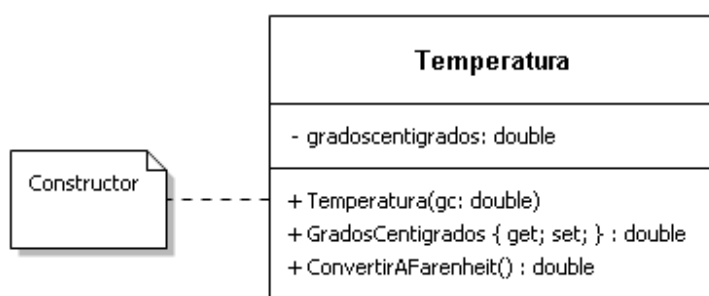 Temperatura
- gradoscentigrados: double
Constructor
+ Temperatura(gc: double)
+ GradosCentigrados { get; set; } : double
+ ConvertirAFarenheit() : double